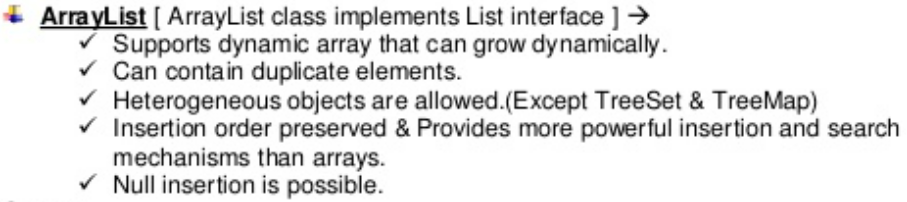 ArrayList [ ArrayList class implements List interface ] →
✓ Supports dynamic array that can grow dynamically.
✓ Can contain duplicate elements.
✓ Heterogeneous objects are allowed.(Except TreeSet & TreeMap)
✓ Insertion order preserved & Provides more powerful insertion and search
mechanisms than arrays.
✓ Null insertion is possible.